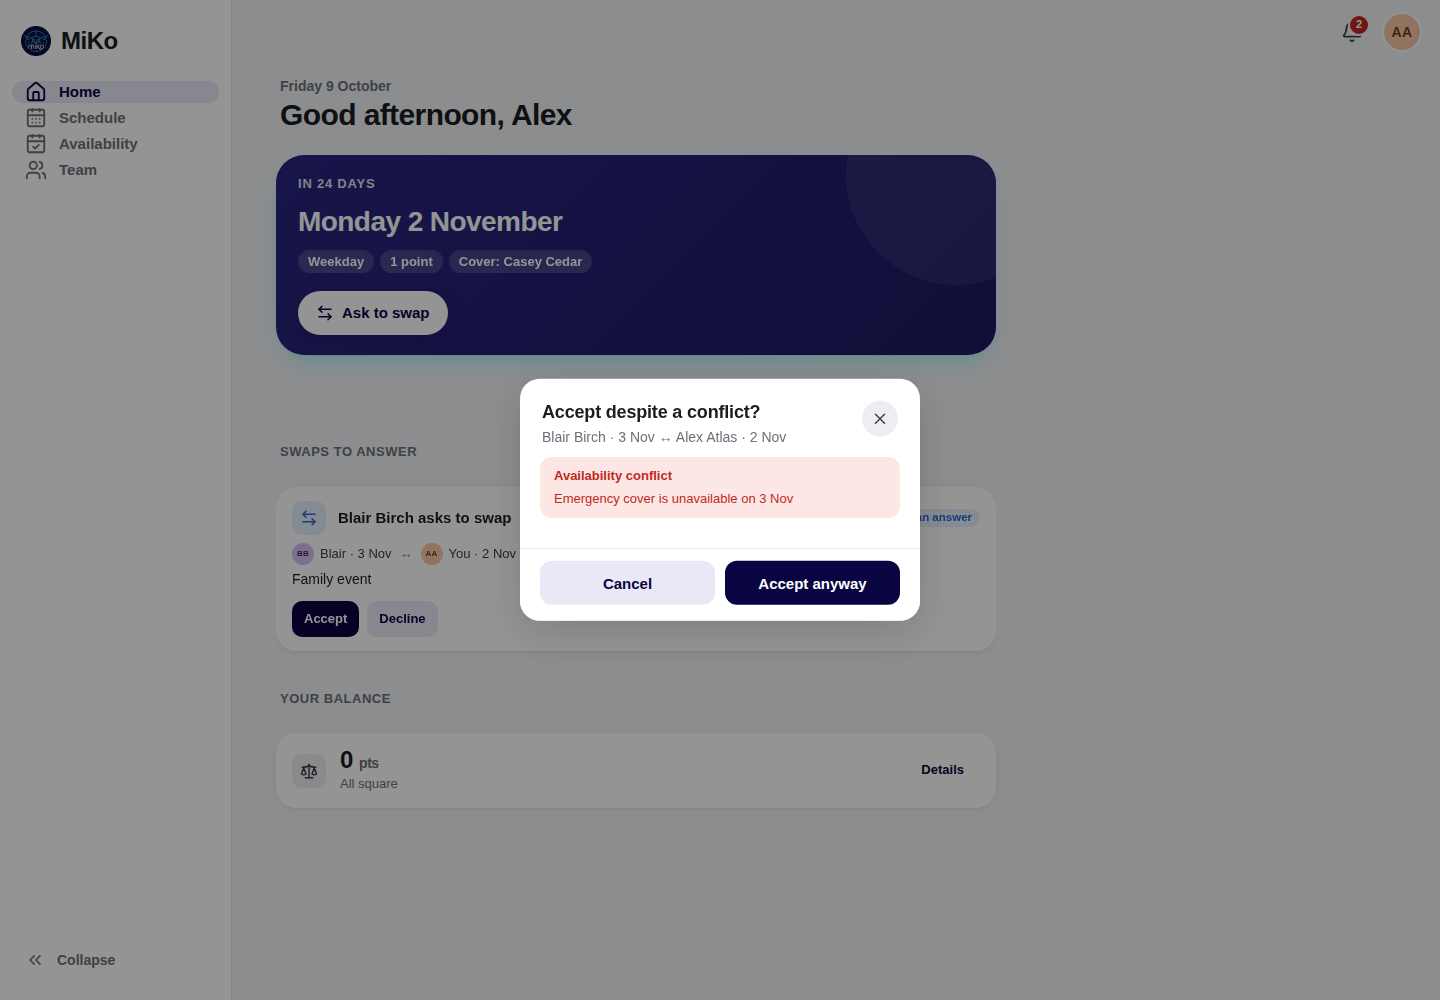 miko
MiKo
2
AA
Home
Schedule
Availability
Team
Friday 9 October
Good afternoon, Alex
IN 24 DAYS
Monday 2 November
Weekday
1 point
Cover: Casey Cedar
Ask to swap
Accept despite a conflict?
Blair Birch · 3 Nov ↔ Alex Atlas · 2 Nov
Availability conflict
Emergency cover is unavailable on 3 Nov
Cancel
Accept anyway
SWAPS TO ANSWER
Blair Birch asks to swap
an answer
BB
Blair · 3 Nov ↔
AA
You · 2 Nov
Family event
Accept
Decline
YOUR BALANCE
0 pts
All square
Details
Collapse